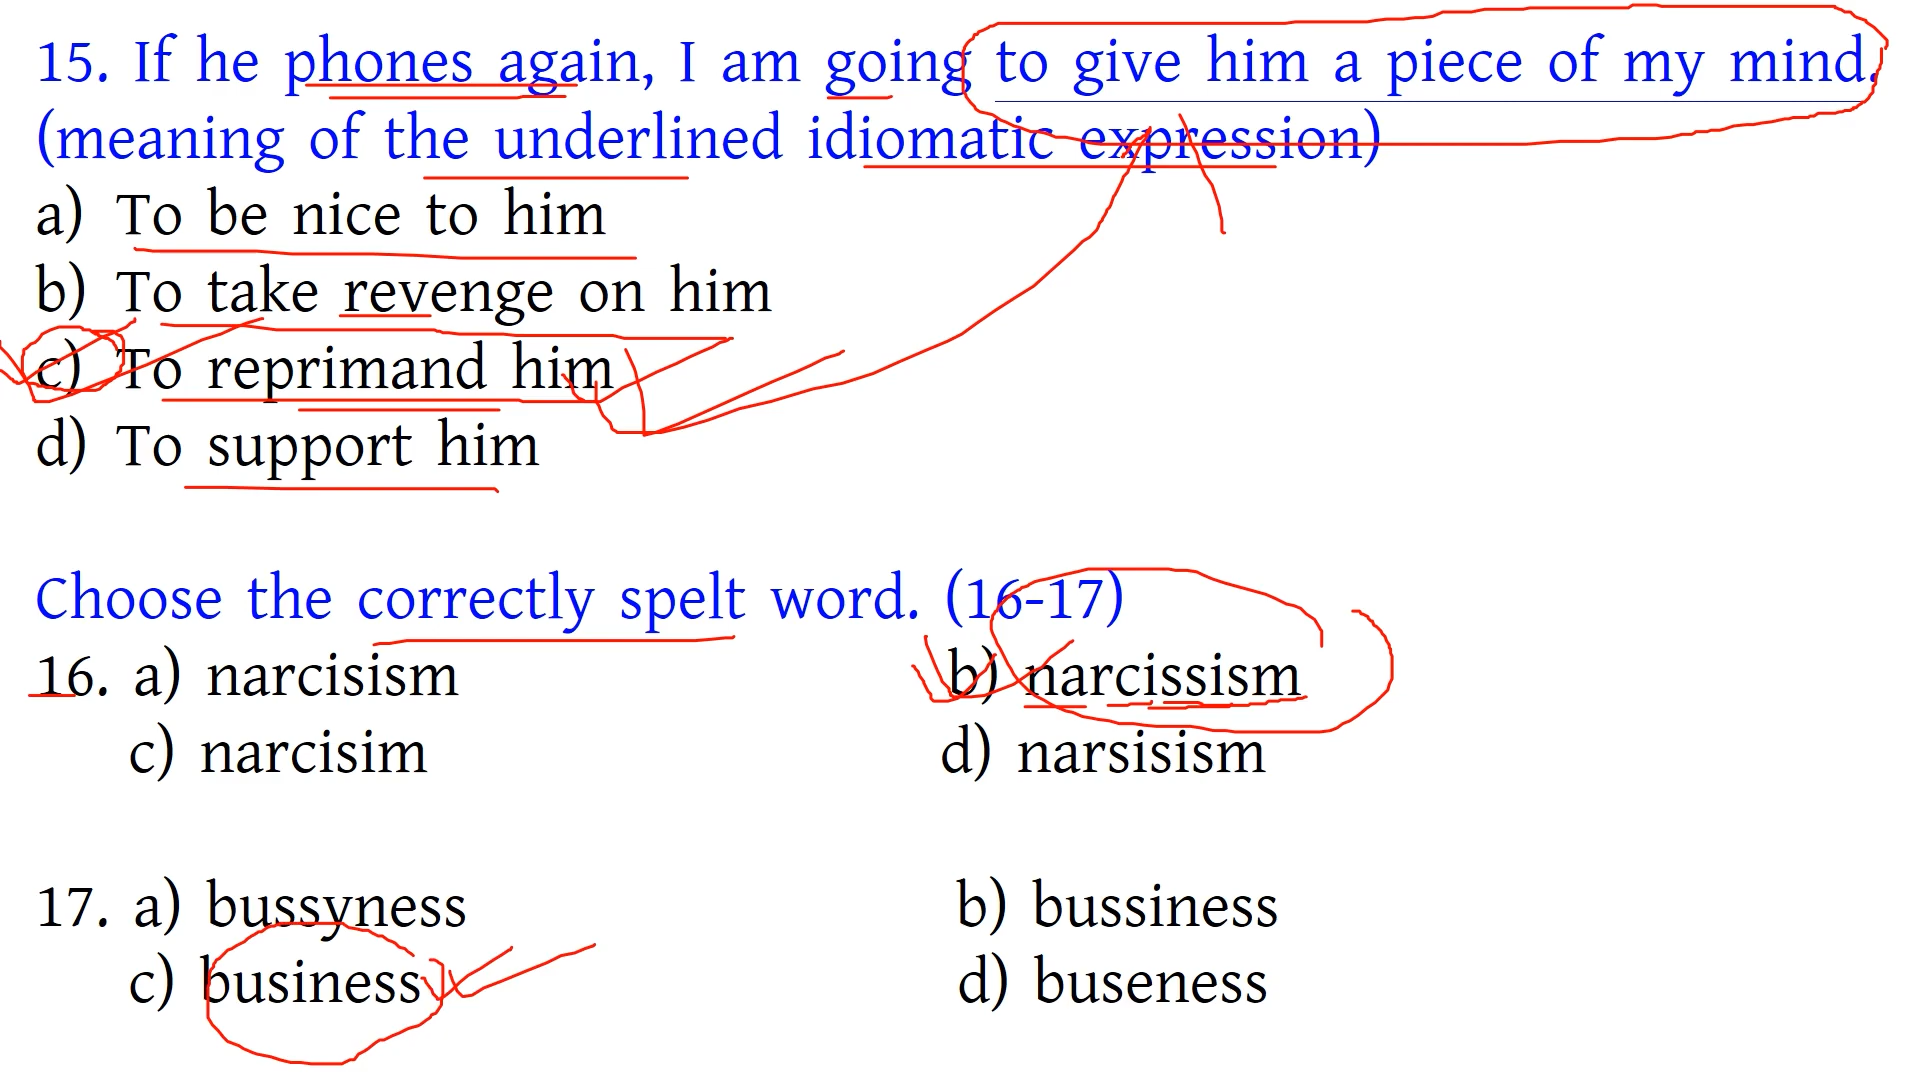 15. If he phones again, I am going to give him a piece of my mind.
(meaning of the underlined idiomatic expression)
a) To be nice to him
b) To take revenge on him
c) To reprimand him
d) To support him
Choose the correctly spelt word. (16-17)
16. a) narcisism b) narcissism
c) narcisim d) narsisism
17. a) bussyness b) bussiness
c) business d) buseness